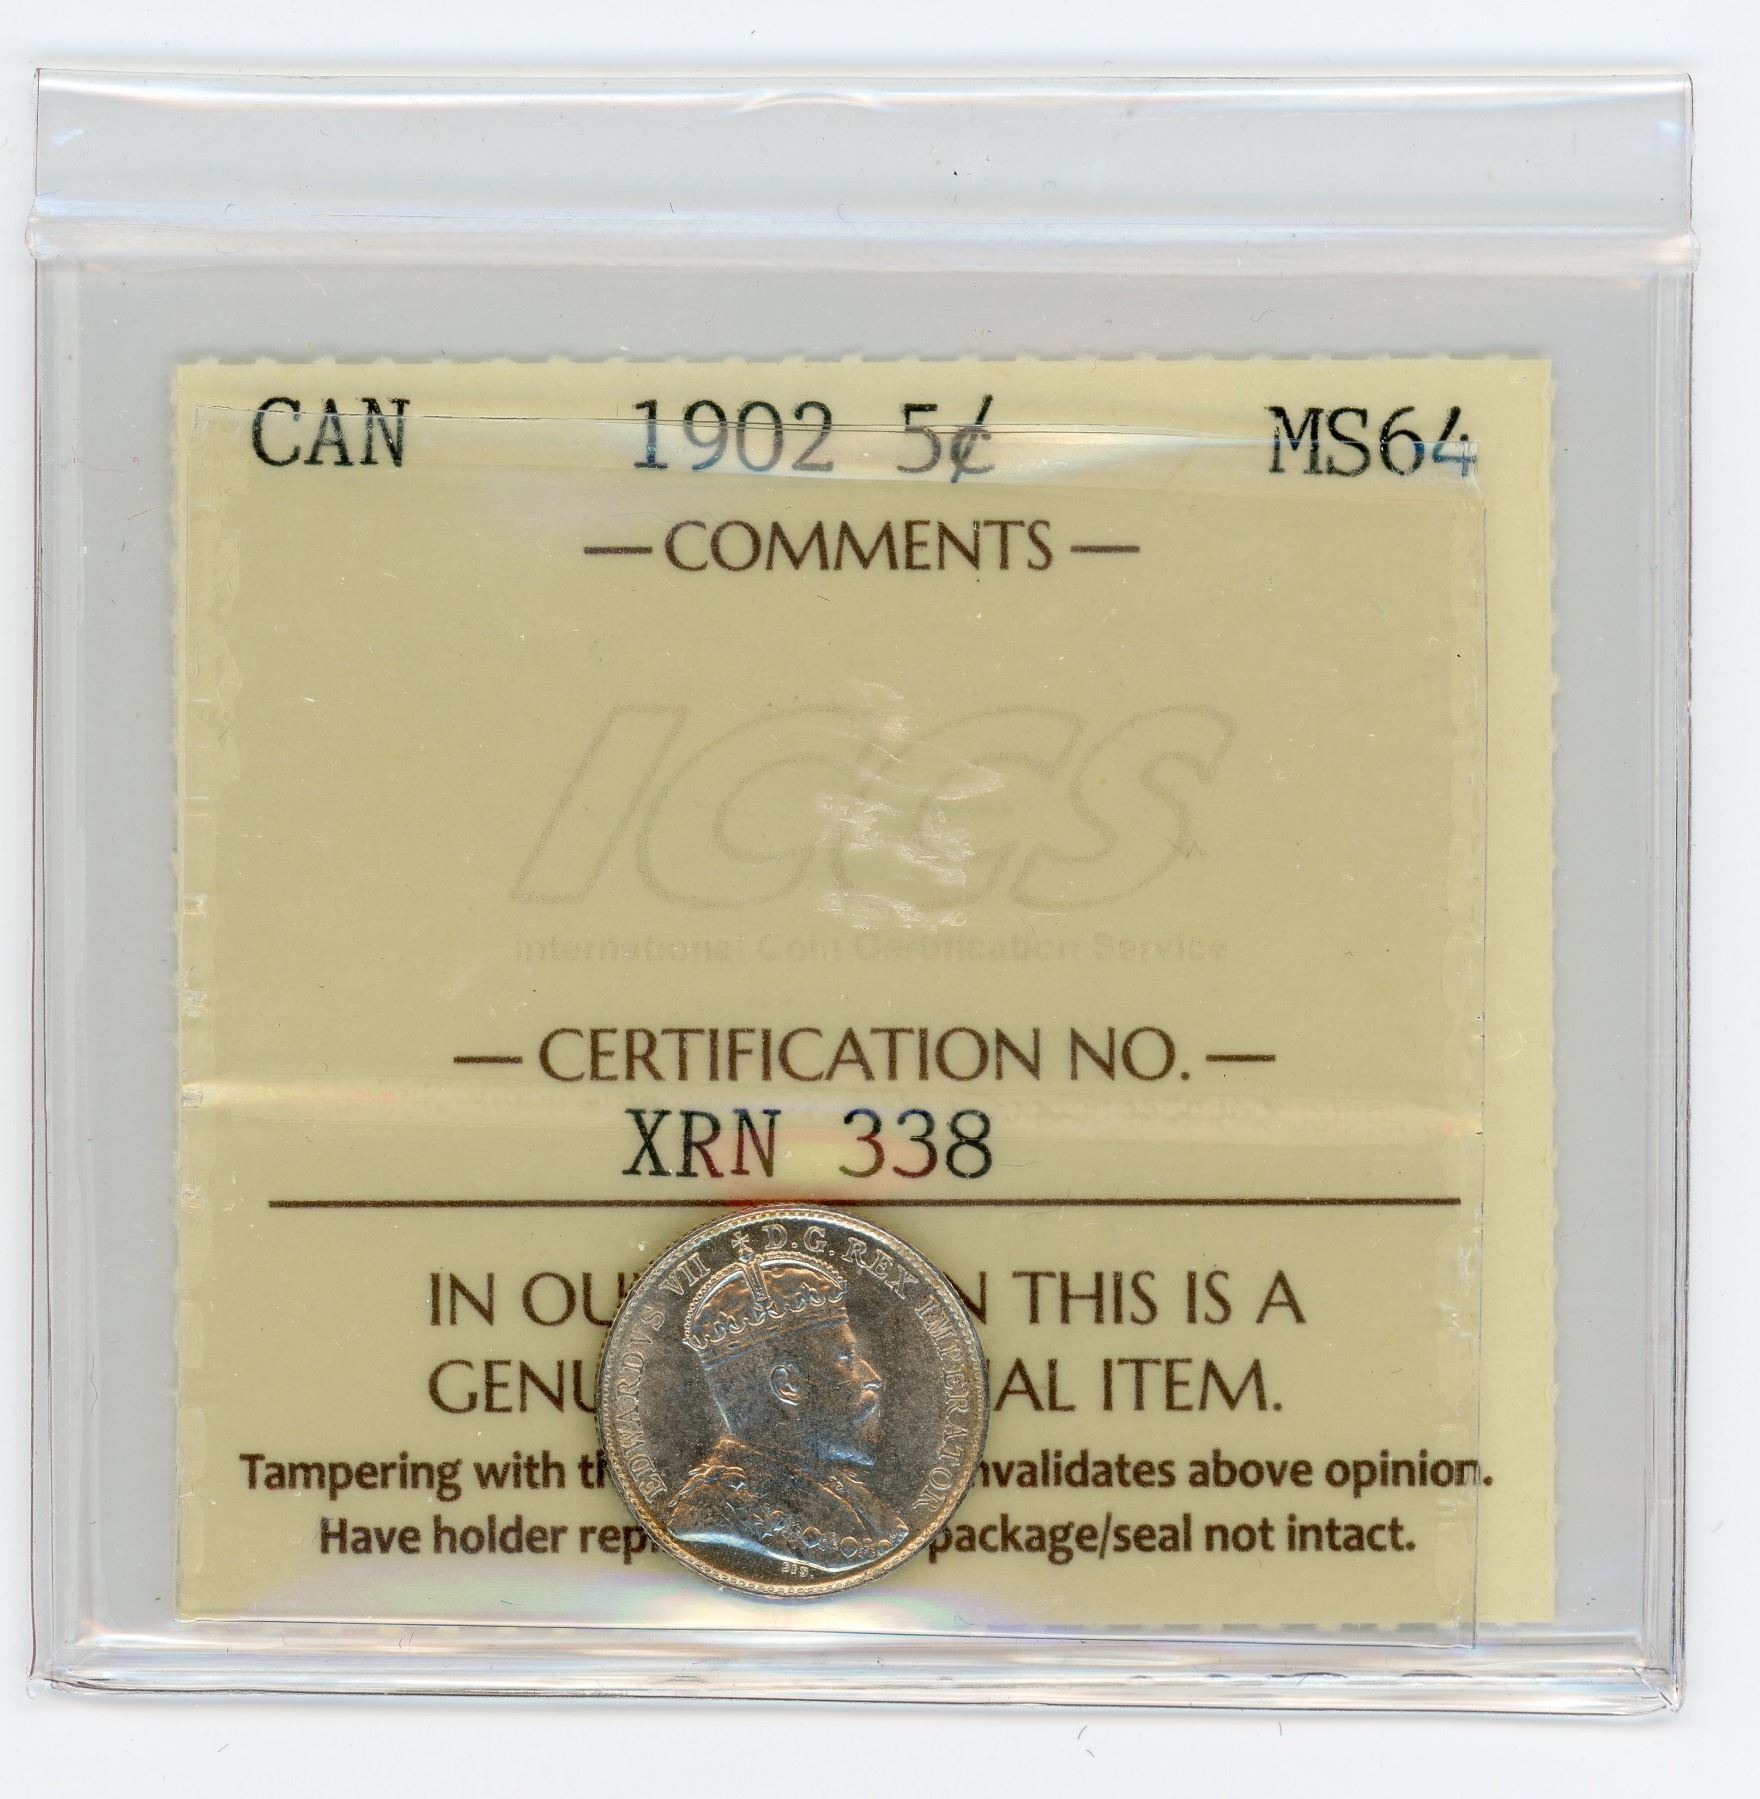 CAN 1902 5¢ MS64
— COMMENTS —
ICCS
International Coin Certification Service
— CERTIFICATION NO. —
XRN 338
EDWARDVS VII D.G. REX IMPERATOR
IN OU N THIS IS A
GENU AL ITEM.
Tampering with th nvalidates above opinion.
Have holder rep package/seal not intact.